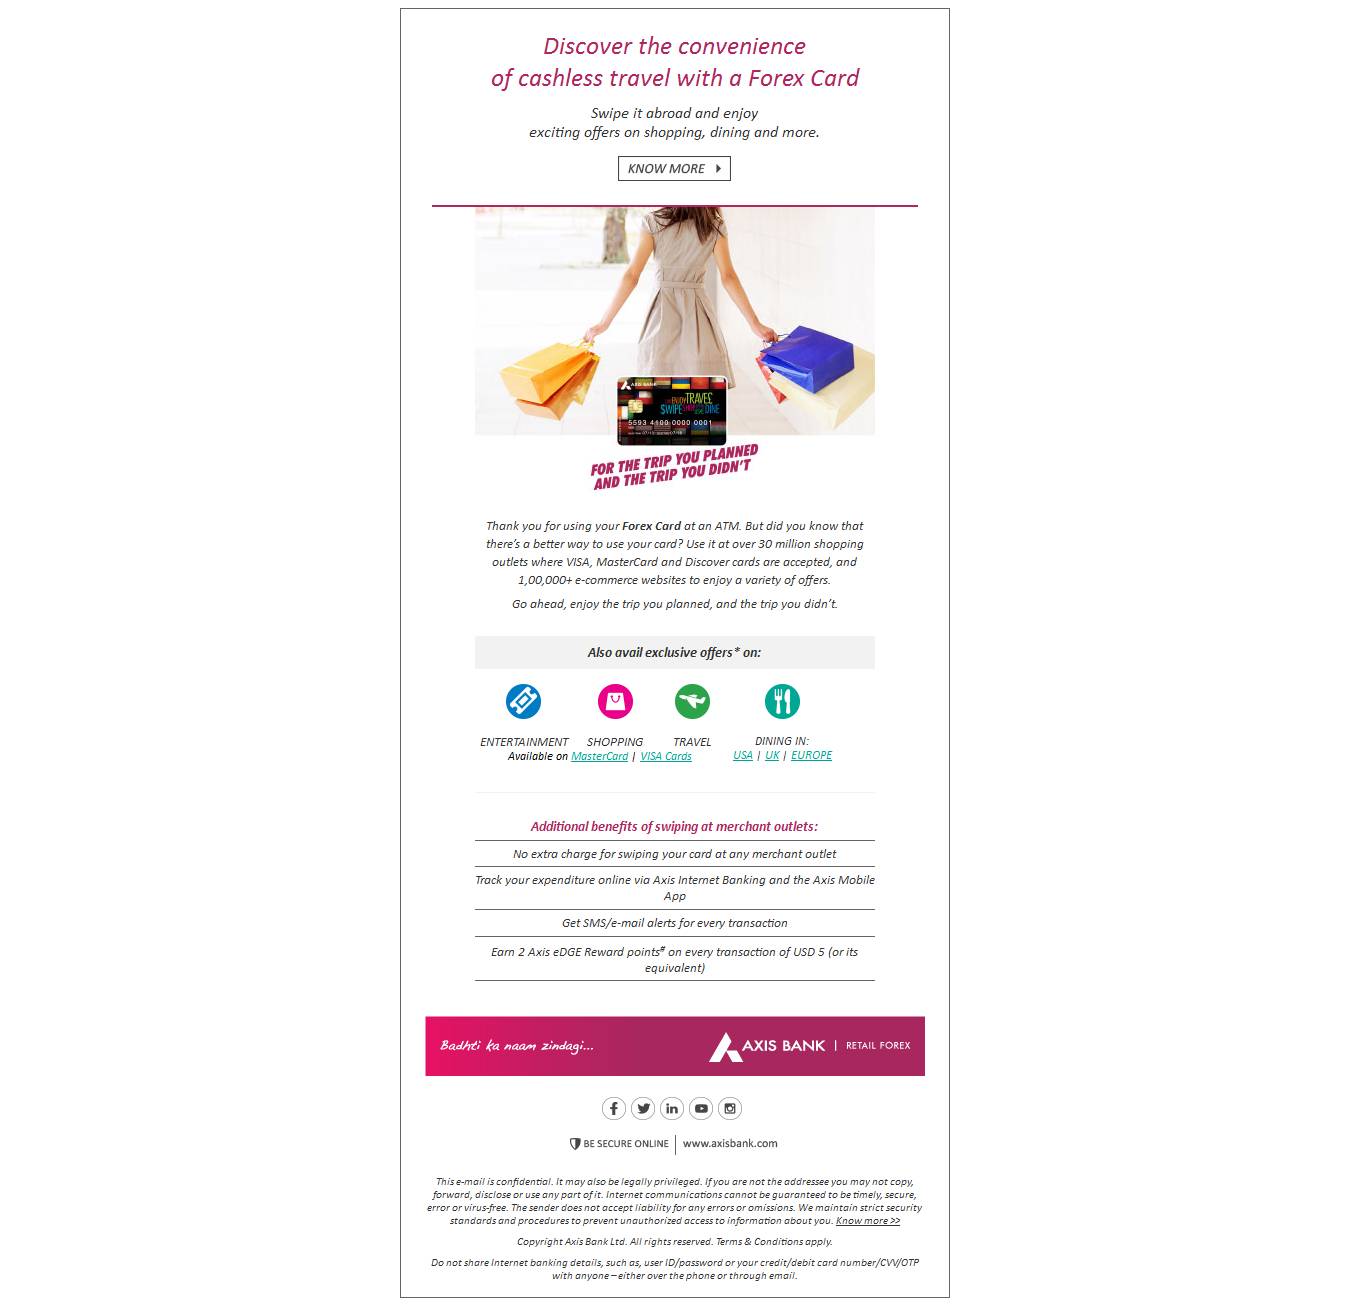 Discover the convenience
of cashless travel with a Forex Card
Swipe it abroad and enjoy
exciting offers on shopping, dining and more.
KNOW MORE
AXIS BANK
ENJOY TRAVEL
SWIPE DINE
5593 4100 0000 0001
FOR THE TRIP YOU PLANNED
AND THE TRIP YOU DIDN'T
Thank you for using your Forex Card at an ATM. But did you know that
there's a better way to use your card? Use it at over 30 million shopping
outlets where VISA, MasterCard and Discover cards are accepted, and
1,00,000+ e-commerce websites to enjoy a variety of offers.
Go ahead, enjoy the trip you planned, and the trip you didn't.
Also avail exclusive offers* on:
ENTERTAINMENT SHOPPING TRAVEL
Available on MasterCard | VISA Cards
DINING IN:
USA | UK | EUROPE
Additional benefits of swiping at merchant outlets:
No extra charge for swiping your card at any merchant outlet
Track your expenditure online via Axis Internet Banking and the Axis Mobile
App
Get SMS/e-mail alerts for every transaction
Earn 2 Axis eDGE Reward points# on every transaction of USD 5 (or its
equivalent)
Badhti ka naam zindagi...
AXIS BANK | RETAIL FOREX
BE SECURE ONLINE | www.axisbank.com
This e-mail is confidential. It may also be legally privileged. If you are not the addressee you may not copy,
forward, disclose or use any part of it. Internet communications cannot be guaranteed to be timely, secure,
error or virus-free. The sender does not accept liability for any errors or omissions. We maintain strict security
standards and procedures to prevent unauthorized access to information about you. Know more >>
Copyright Axis Bank Ltd. All rights reserved. Terms & Conditions apply.
Do not share Internet banking details, such as, user ID/password or your credit/debit card number/CVV/OTP
with anyone – either over the phone or through email.